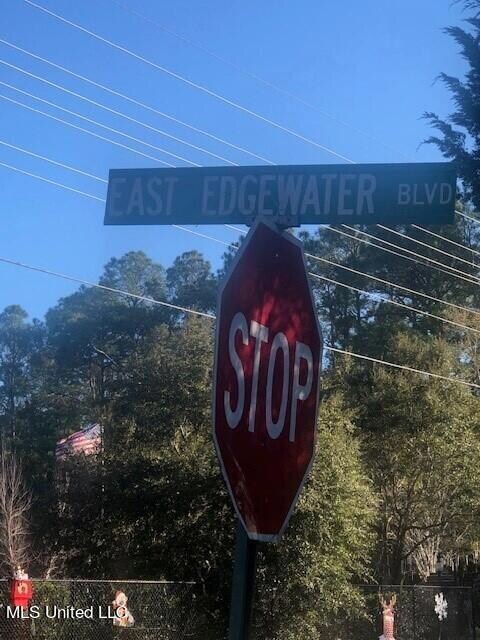 EAST EDGEWATER BLVD
STOP
MLS United LLC